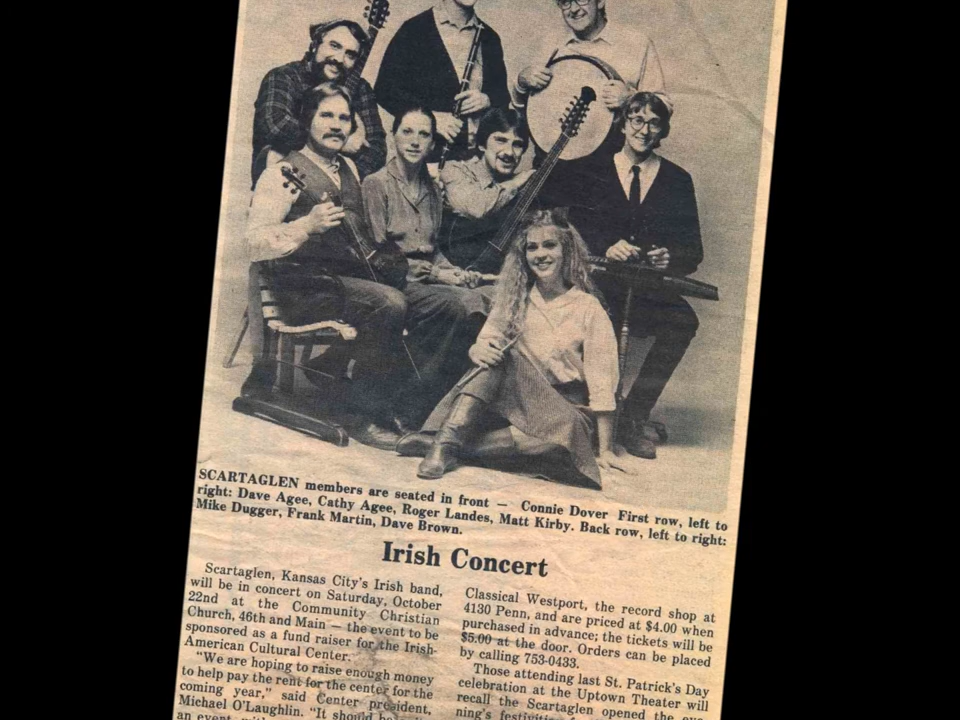 SCARTAGLEN members are seated in front — Connie Dover First row, left to
right: Dave Agee, Cathy Agee, Roger Landes, Matt Kirby. Back row, left to right:
Mike Dugger, Frank Martin, Dave Brown.
Irish Concert
Scartaglen, Kansas City's Irish band,
will be in concert on Saturday, October
22nd at the Community Christian
Church, 46th and Main — the event to be
sponsored as a fund raiser for the Irish-
American Cultural Center.
"We are hoping to raise enough money
to help pay the rent for the center for the
coming year," said Center president,
Michael O'Laughlin. "It should
an event
Classical Westport, the record shop at
4130 Penn, and are priced at $4.00 when
purchased in advance; the tickets will be
$5.00 at the door. Orders can be placed
by calling 753-0433.
Those attending last St. Patrick's Day
celebration at the Uptown Theater will
recall the Scartaglen opened the eve-
ning's